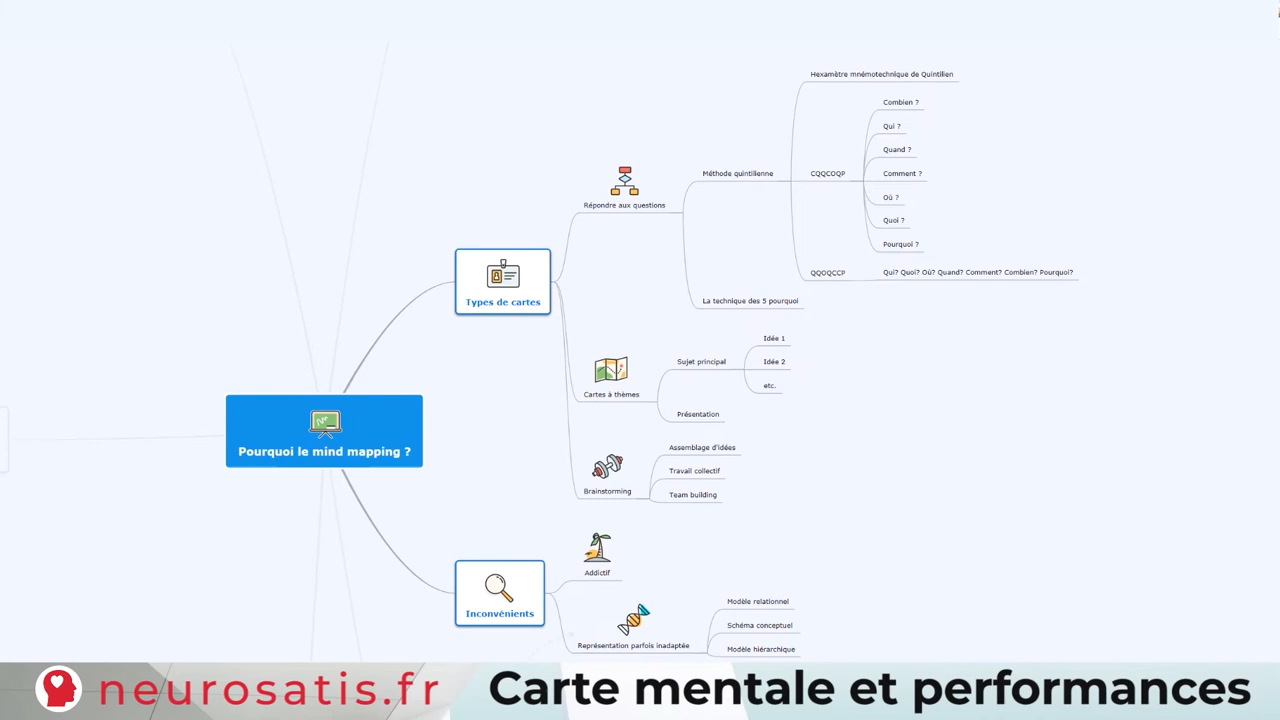 Hexamètre mnémotechnique de Quintilien
Combien ?
Qui ?
Quand ?
Méthode quintilienne
CQQCOQP
Comment ?
Où ?
Quoi ?
Pourquoi ?
Répondre aux questions
QQOQCCP
Qui? Quoi? Où? Quand? Comment? Combien? Pourquoi?
La technique des 5 pourquoi
Types de cartes
Idée 1
Sujet principal
Idée 2
etc.
Cartes à thèmes
Présentation
Pourquoi le mind mapping ?
Assemblage d'idées
Travail collectif
Brainstorming
Team building
Addictif
Inconvénients
Modèle relationnel
Schéma conceptuel
Représentation parfois inadaptée
Modèle hiérarchique
neurosatis.fr
Carte mentale et performances